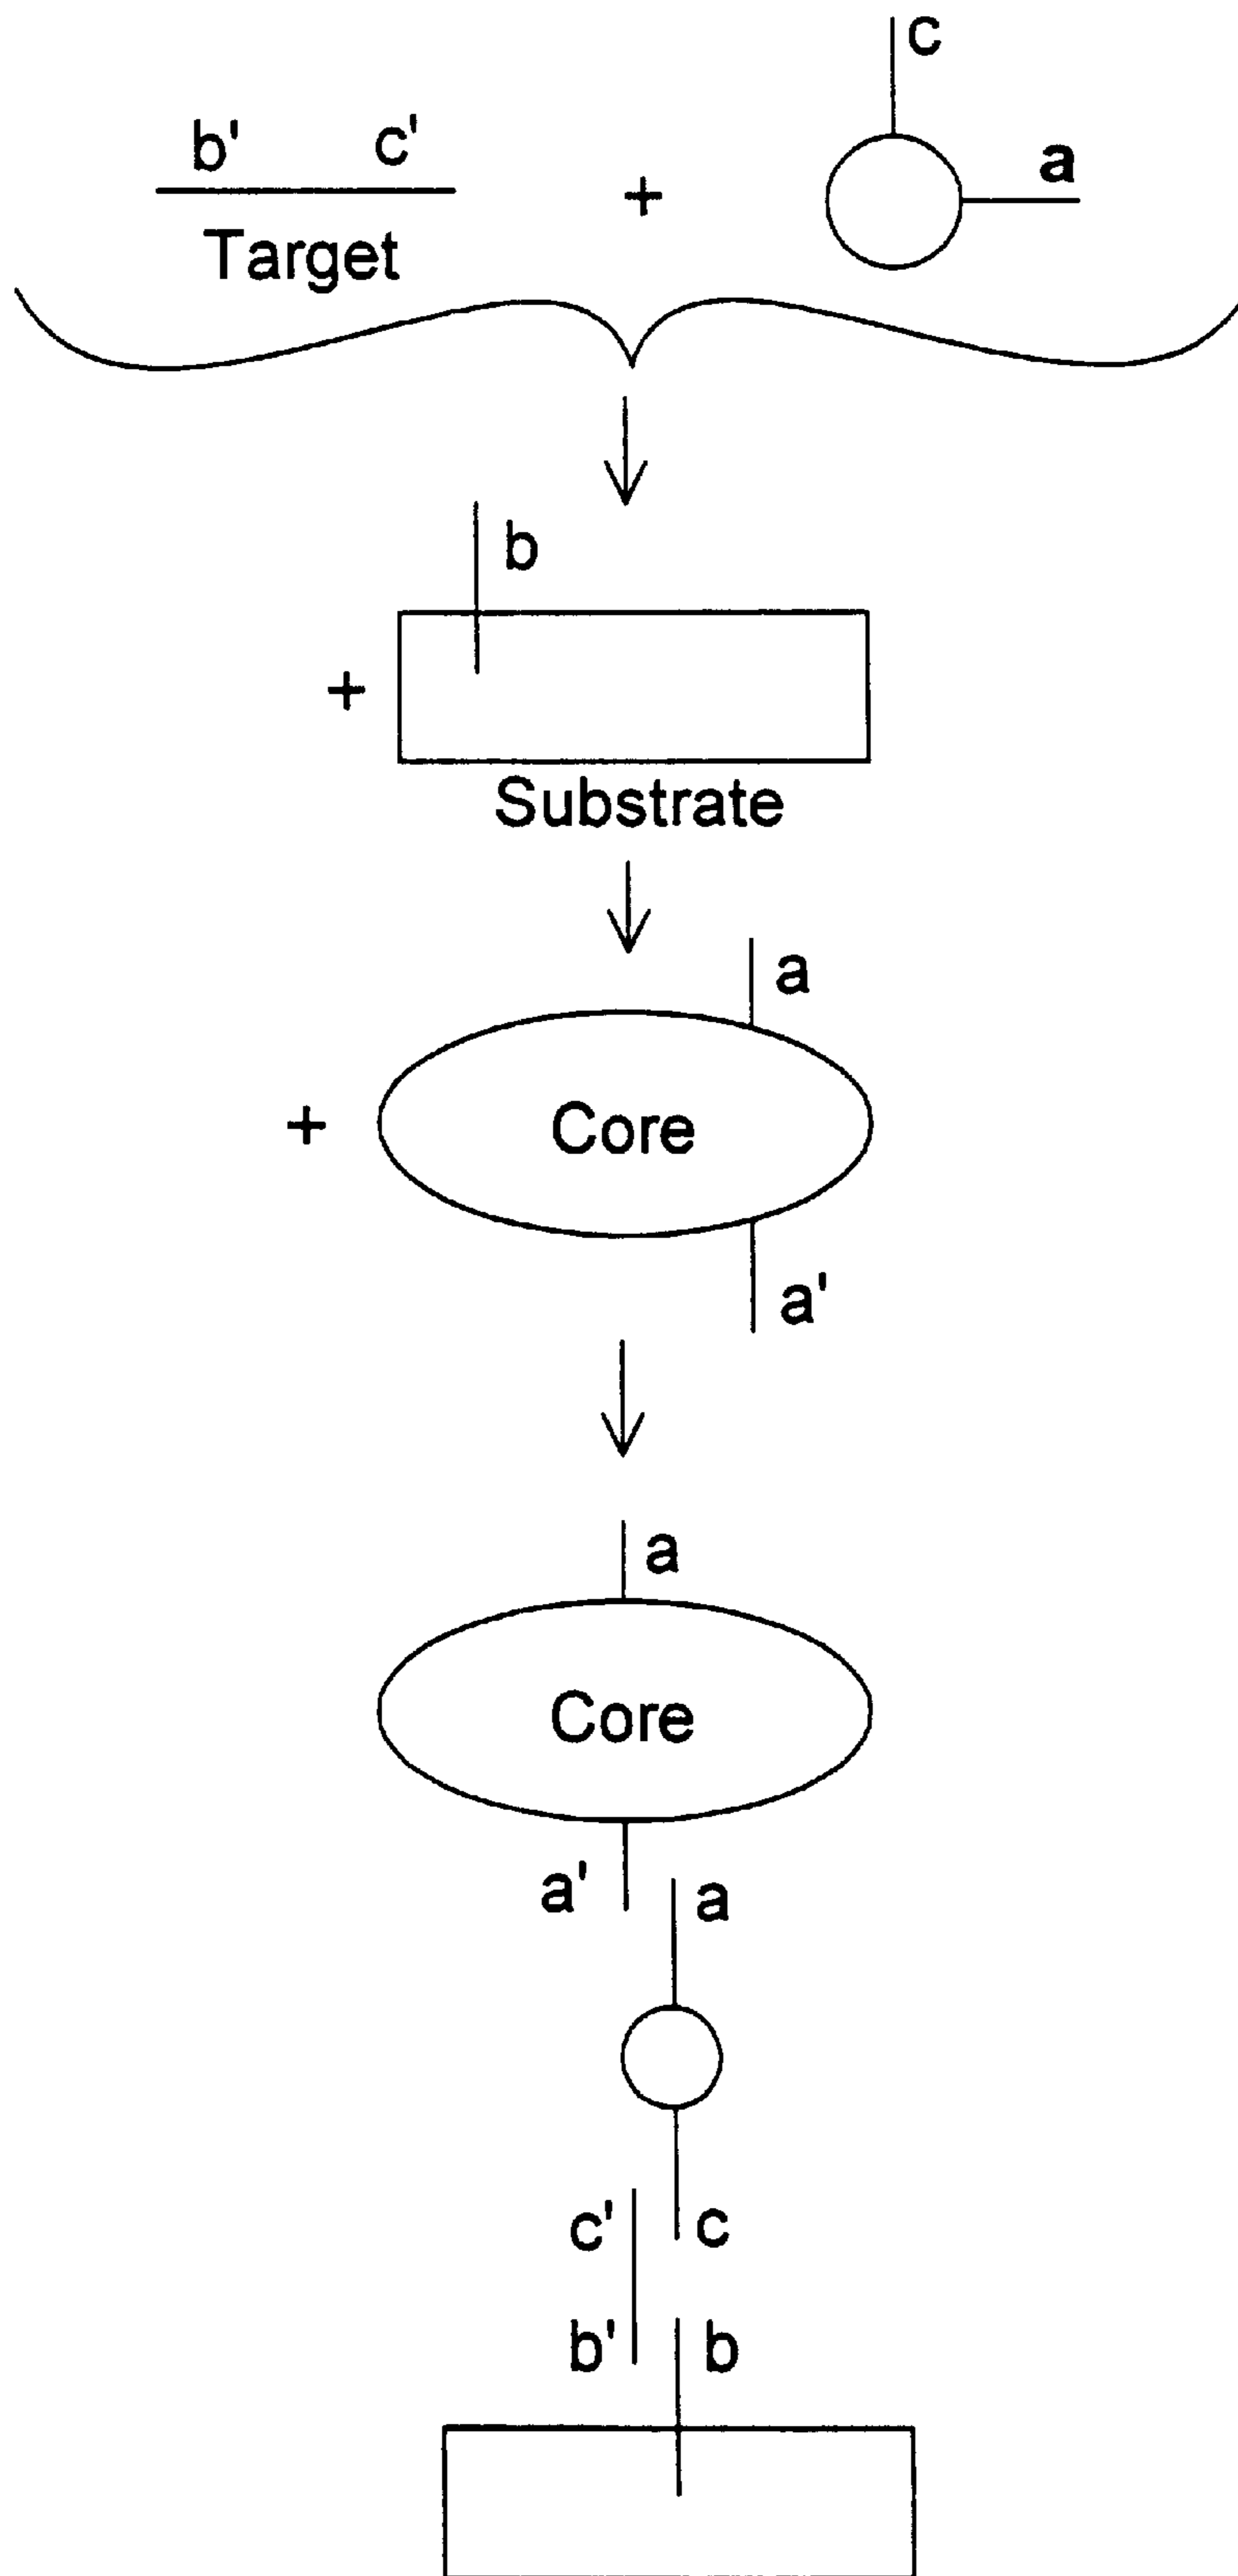 c
b' c' + a
Target
b
+
Substrate
a
+ Core
a'
a
Core
a' a
c' c
b' b